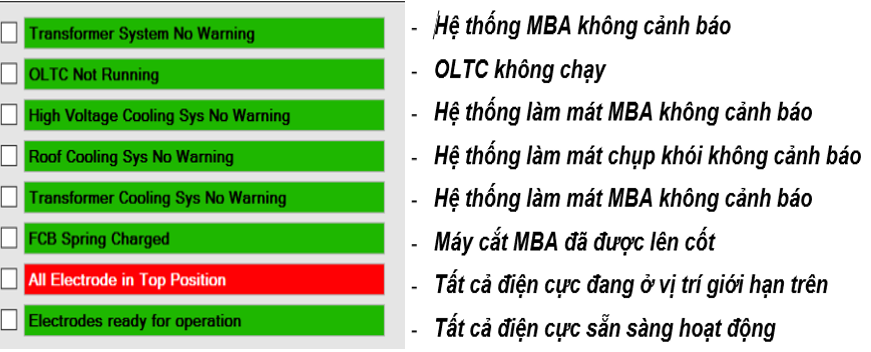 Transformer System No Warning - Hệ thống MBA không cảnh báo
OLTC Not Running - OLTC không chạy
High Voltage Cooling Sys No Warning - Hệ thống làm mát MBA không cảnh báo
Roof Cooling Sys No Warning - Hệ thống làm mát chụp khói không cảnh báo
Transformer Cooling Sys No Warning - Hệ thống làm mát MBA không cảnh báo
FCB Spring Charged - Máy cắt MBA đã được lên cốt
All Electrode in Top Position - Tất cả điện cực đang ở vị trí giới hạn trên
Electrodes ready for operation - Tất cả điện cực sẵn sàng hoạt động